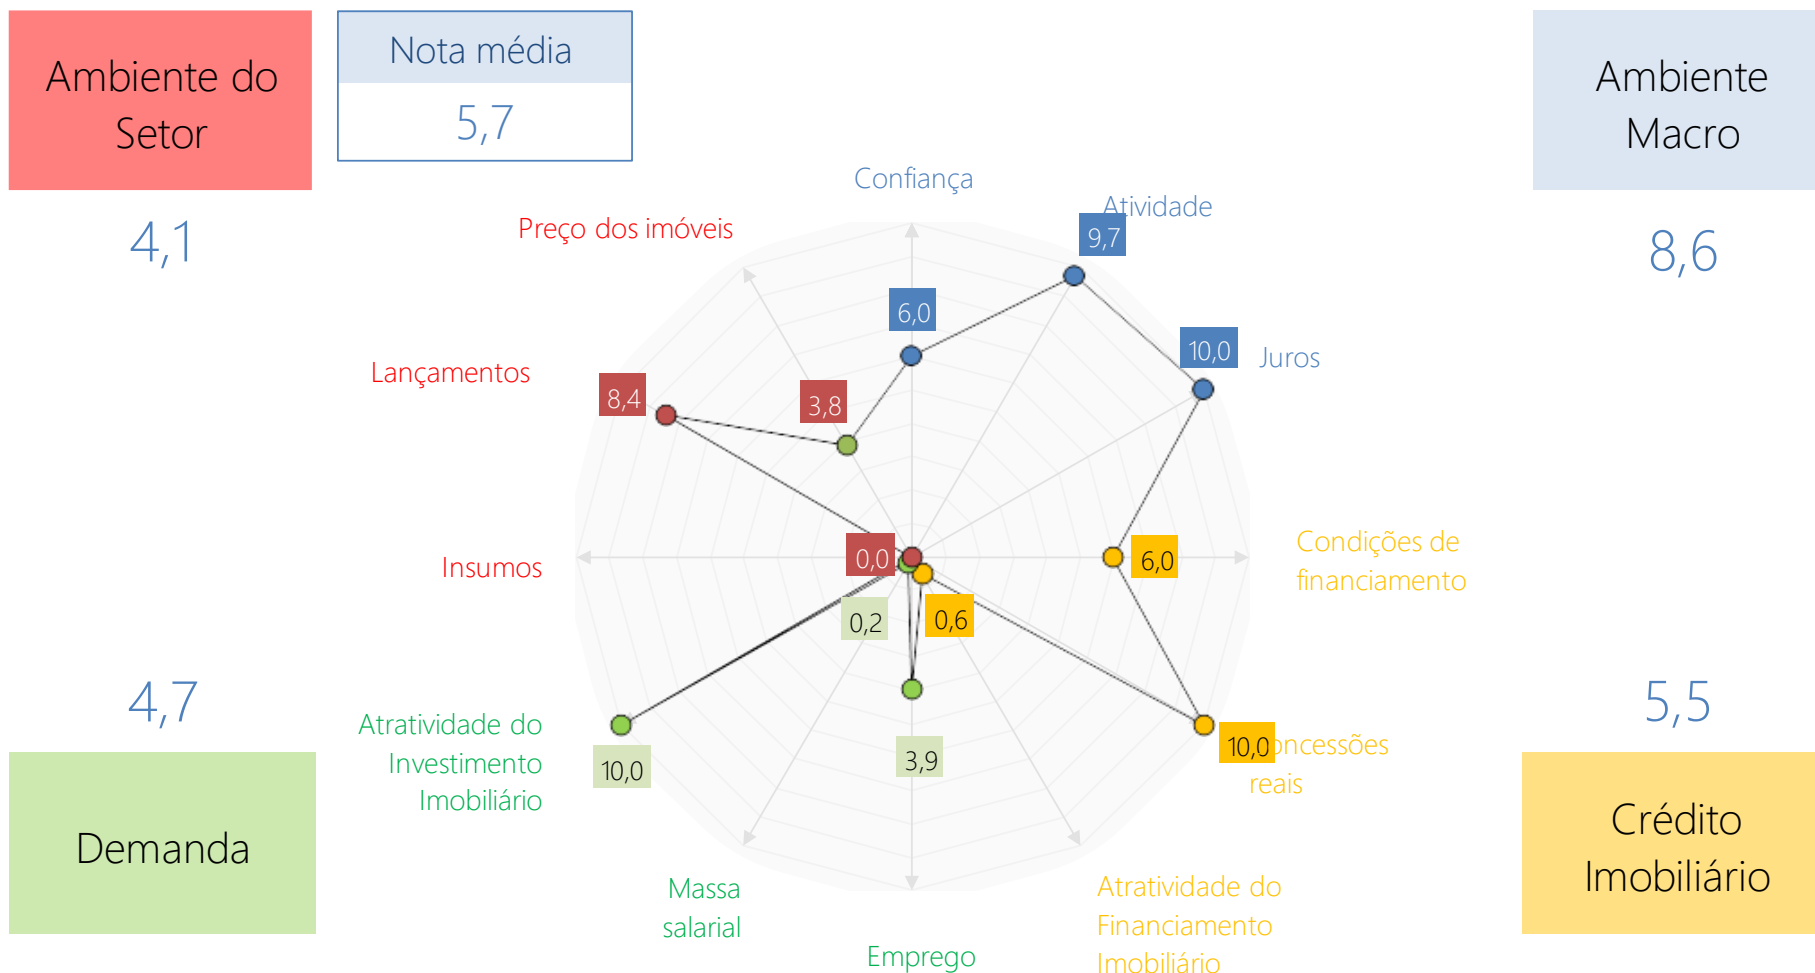 Ambiente do
Setor
4,1
Nota média
5,7
Ambiente
Macro
8,6
Confiança
6,0
Atividade
9,7
Juros
10,0
Condições de
financiamento
6,0
oncessões
reais
10,0
Atratividade do
Financiamento
Imobiliário
0,6
Emprego
3,9
Massa
salarial
0,2
Atratividade do
Investimento
Imobiliário
10,0
Insumos
0,0
Lançamentos
8,4
Preço dos imóveis
3,8
4,7
Demanda
5,5
Crédito
Imobiliário